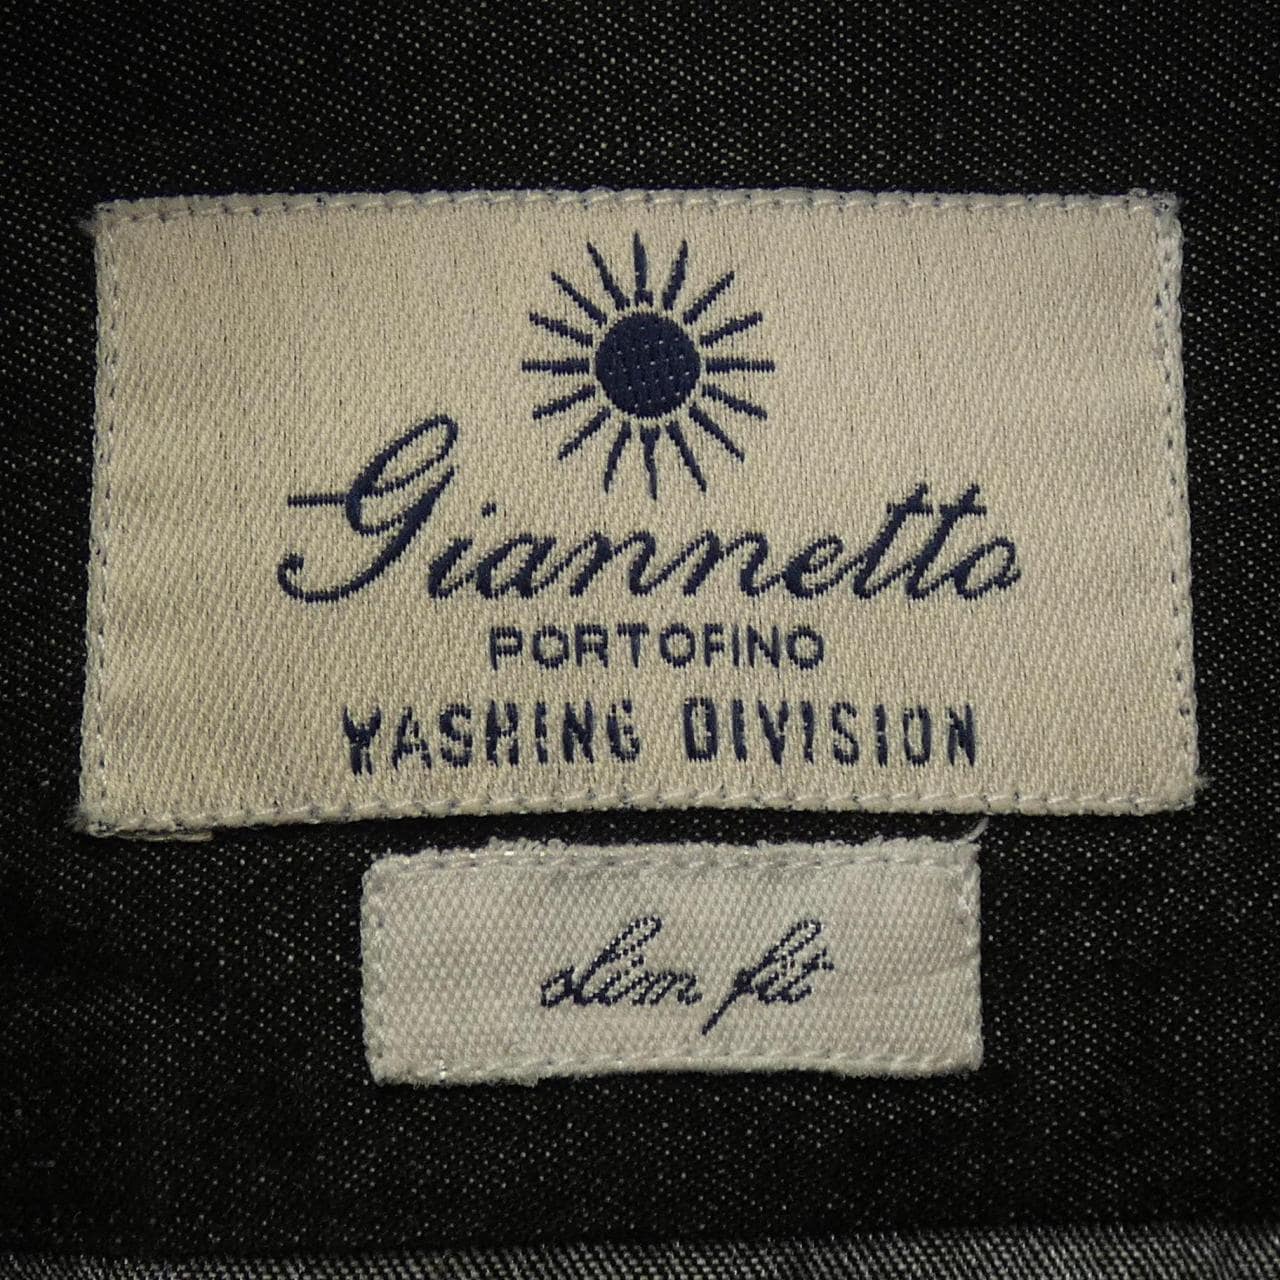 Giannetto
PORTOFINO
WASHING DIVISION
slim fit